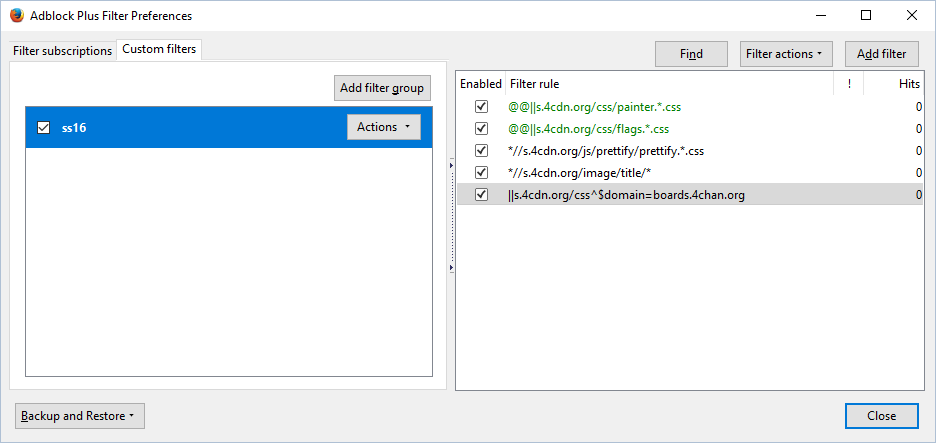 Adblock Plus Filter Preferences
Filter subscriptions
Custom filters
Find
Filter actions
Add filter
Add filter group
ss16
Actions
Enabled Filter rule ! Hits
@@||s.4cdn.org/css/painter.*.css 0
@@||s.4cdn.org/css/flags.*.css 0
*//s.4cdn.org/js/prettify/prettify.*.css 0
*//s.4cdn.org/image/title/* 0
||s.4cdn.org/css^$domain=boards.4chan.org 0
Backup and Restore
Close